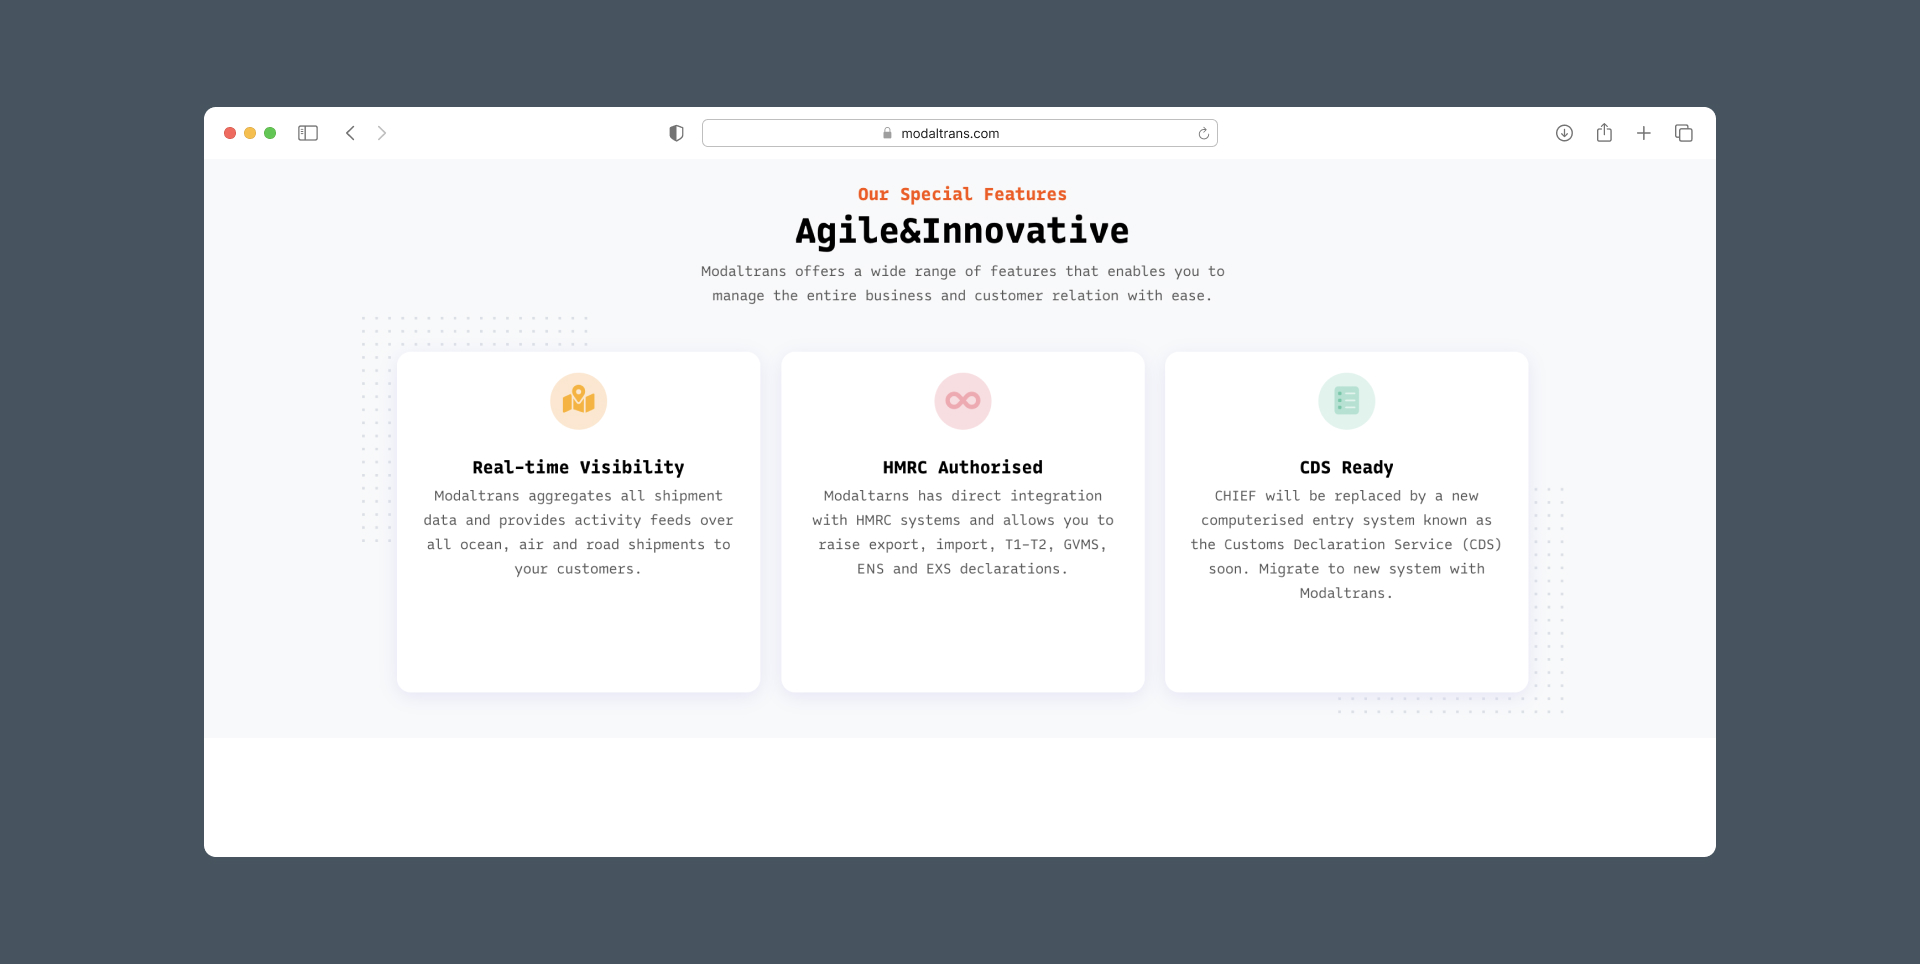 modaltrans.com
Our Special Features
Agile&Innovative
Modaltrans offers a wide range of features that enables you to
manage the entire business and customer relation with ease.
Real-time Visibility
Modaltrans aggregates all shipment
data and provides activity feeds over
all ocean, air and road shipments to
your customers.
HMRC Authorised
Modaltarns has direct integration
with HMRC systems and allows you to
raise export, import, T1-T2, GVMS,
ENS and EXS declarations.
CDS Ready
CHIEF will be replaced by a new
computerised entry system known as
the Customs Declaration Service (CDS)
soon. Migrate to new system with
Modaltrans.